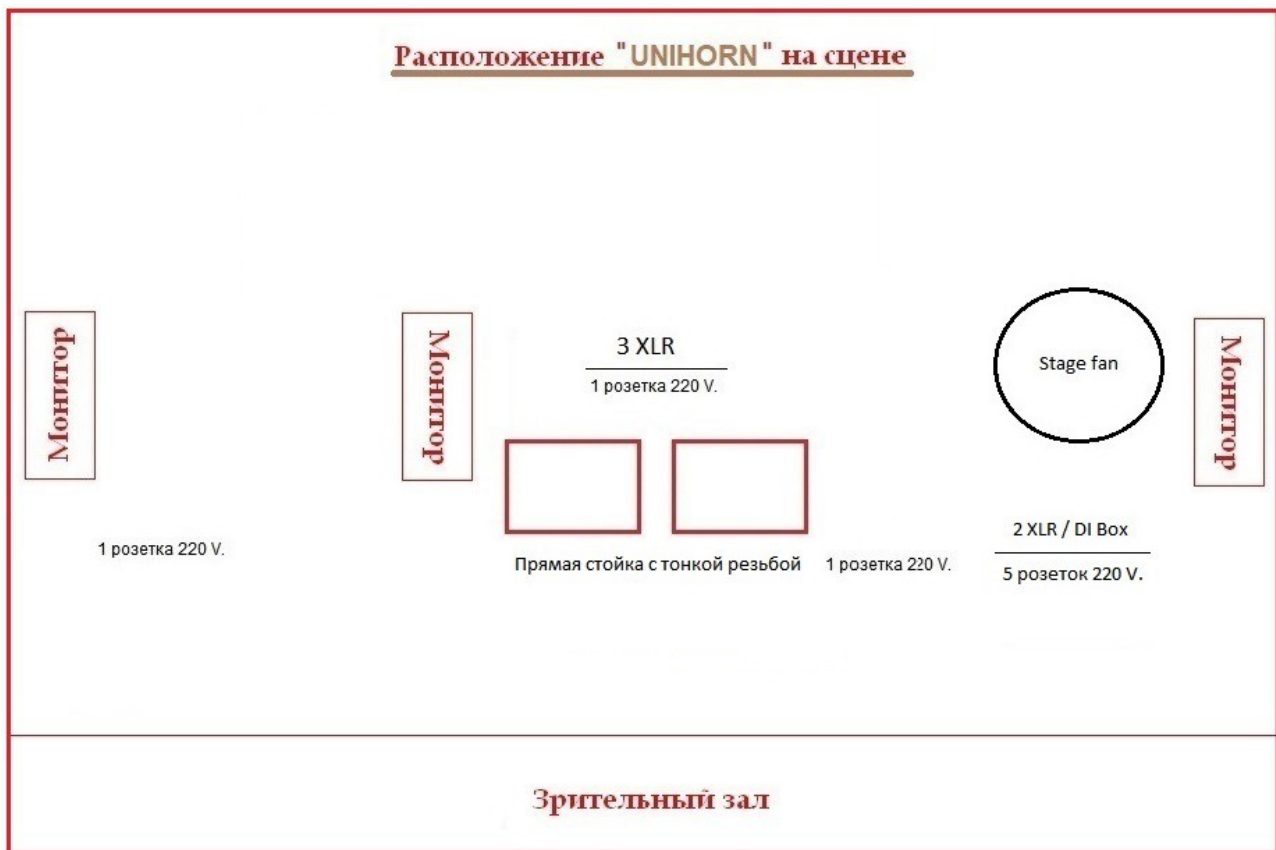 Расположение "UNIHORN" на сцене
Монитор
Монитор
3 XLR
1 розетка 220 V.
Stage fan
Монитор
1 розетка 220 V.
Прямая стойка с тонкой резьбой
1 розетка 220 V.
2 XLR / DI Box
5 розеток 220 V.
Зрительный зал